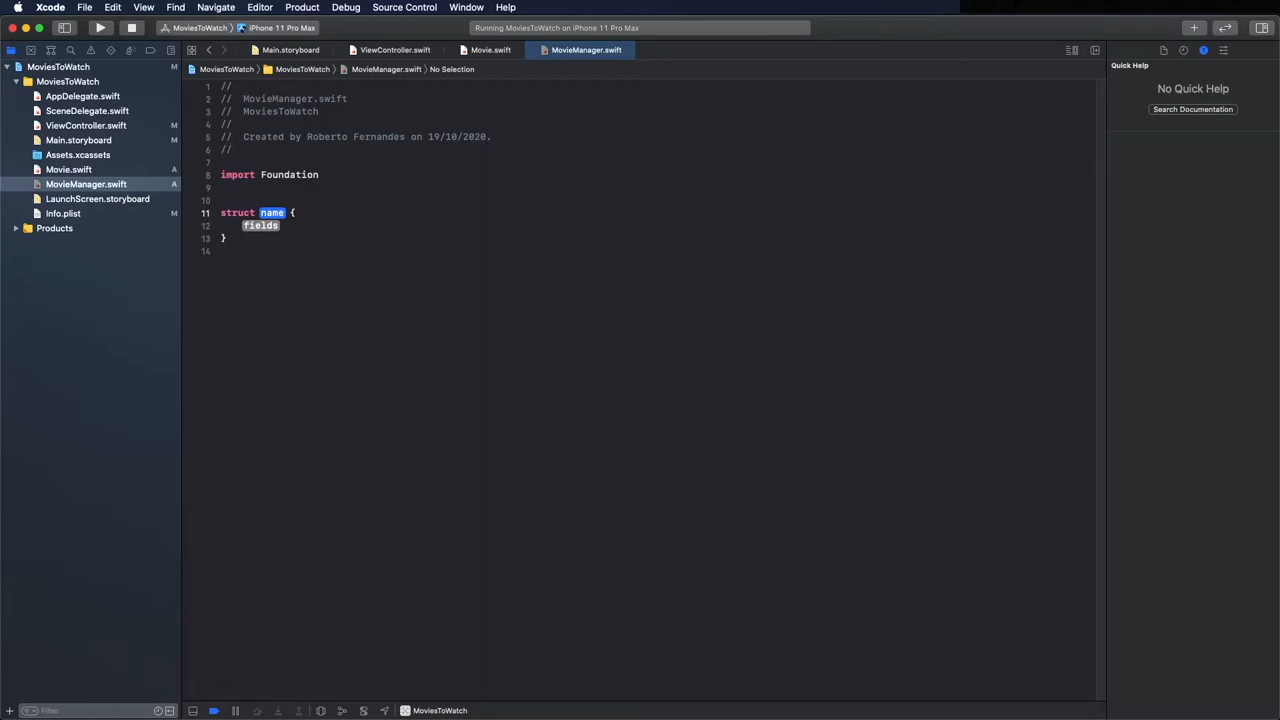 Xcode File Edit View Find Navigate Editor Product Debug Source Control Window Help
MoviesToWatch iPhone 11 Pro Max Running MoviesToWatch on iPhone 11 Pro Max
Main.storyboard ViewController.swift Movie.swift MovieManager.swift
MoviesToWatch M
MoviesToWatch
AppDelegate.swift
SceneDelegate.swift
ViewController.swift M
Main.storyboard M
Assets.xcassets
Movie.swift A
MovieManager.swift A
LaunchScreen.storyboard
Info.plist M
Products
Filter
MoviesToWatch MoviesToWatch MovieManager.swift No Selection
1 //
2 // MovieManager.swift
3 // MoviesToWatch
4 //
5 // Created by Roberto Fernandes on 19/10/2020.
6 //
7
8 import Foundation
9
10
11 struct name {
12 fields
13 }
14
MoviesToWatch
Quick Help
No Quick Help
Search Documentation